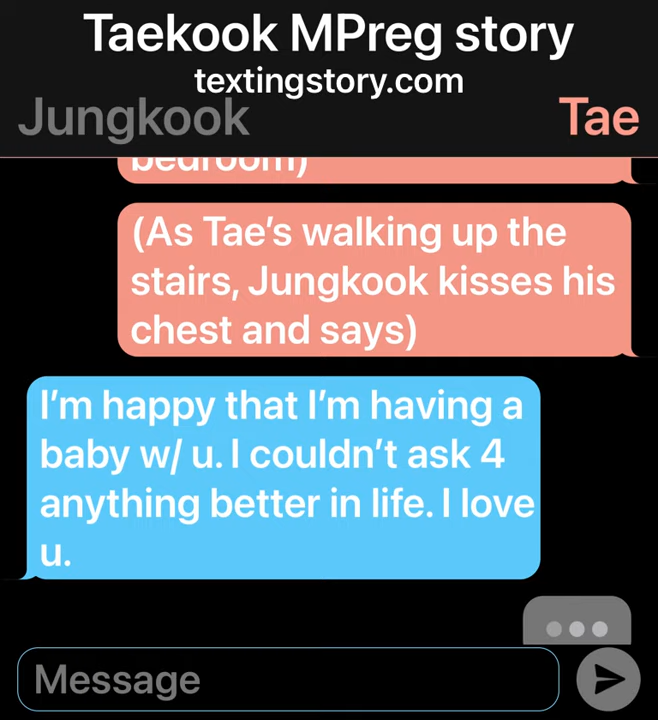 Taekook MPreg story
textingstory.com
Jungkook Tae
bedroom)
(As Tae's walking up the
stairs, Jungkook kisses his
chest and says)
I'm happy that I'm having a
baby w/ u. I couldn't ask 4
anything better in life. I love
u.
Message